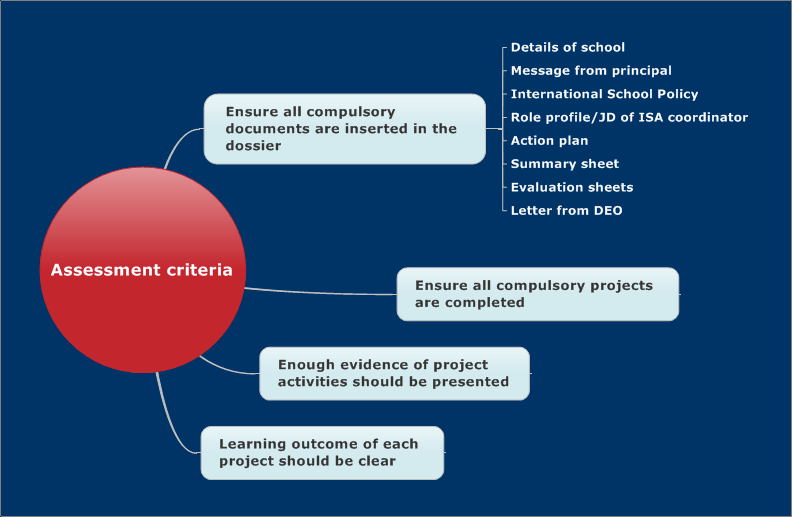 Assessment criteria
Ensure all compulsory
documents are inserted in the
dossier
Details of school
Message from principal
International School Policy
Role profile/JD of ISA coordinator
Action plan
Summary sheet
Evaluation sheets
Letter from DEO
Ensure all compulsory projects
are completed
Enough evidence of project
activities should be presented
Learning outcome of each
project should be clear